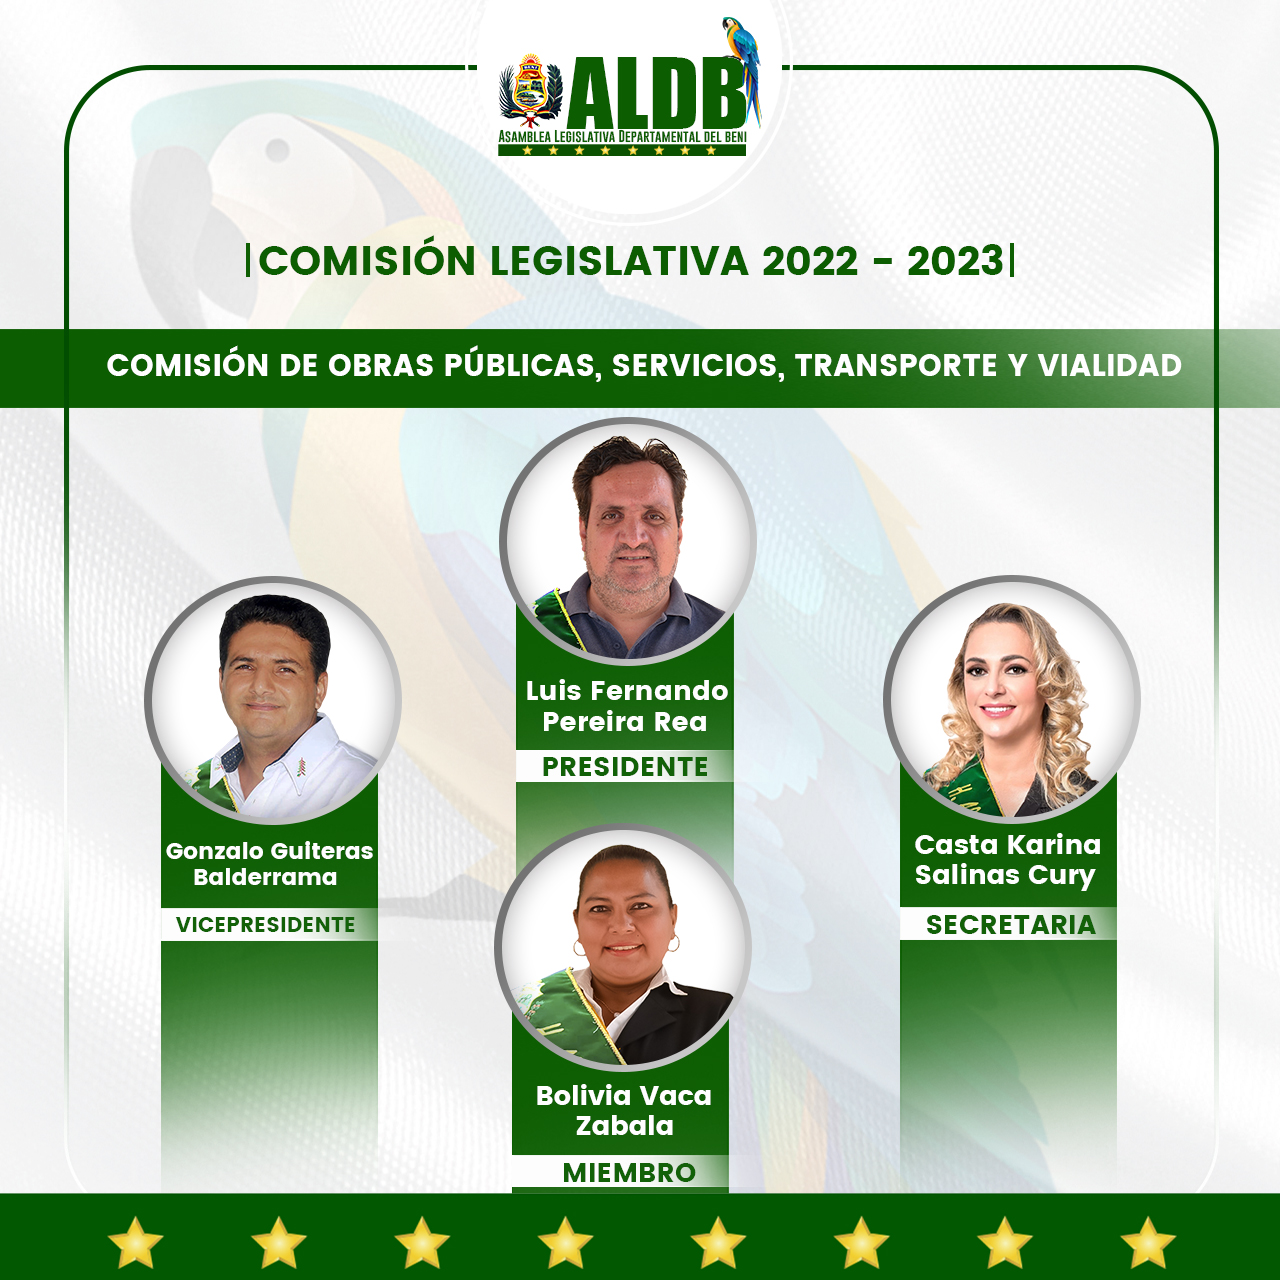 ALDB
ASAMBLEA LEGISLATIVA DEPARTAMENTAL DEL BENI
|COMISIÓN LEGISLATIVA 2022 - 2023|
COMISIÓN DE OBRAS PÚBLICAS, SERVICIOS, TRANSPORTE Y VIALIDAD
Luis Fernando
Pereira Rea
PRESIDENTE
Gonzalo Guiteras
Balderrama
VICEPRESIDENTE
Casta Karina
Salinas Cury
SECRETARIA
Bolivia Vaca
Zabala
MIEMBRO